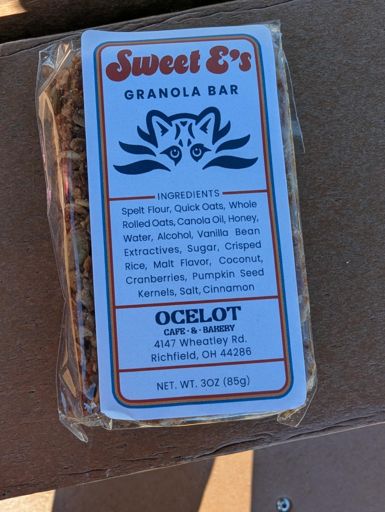 Sweet E's
GRANOLA BAR
INGREDIENTS
Spelt Flour, Quick Oats, Whole
Rolled Oats, Canola Oil, Honey,
Water, Alcohol, Vanilla Bean
Extractives, Sugar, Crisped
Rice, Malt Flavor, Coconut,
Cranberries, Pumpkin Seed
Kernels, Salt, Cinnamon
OCELOT
CAFE · & · BAKERY
4147 Wheatley Rd.
Richfield, OH 44286
NET. WT. 3OZ (85g)